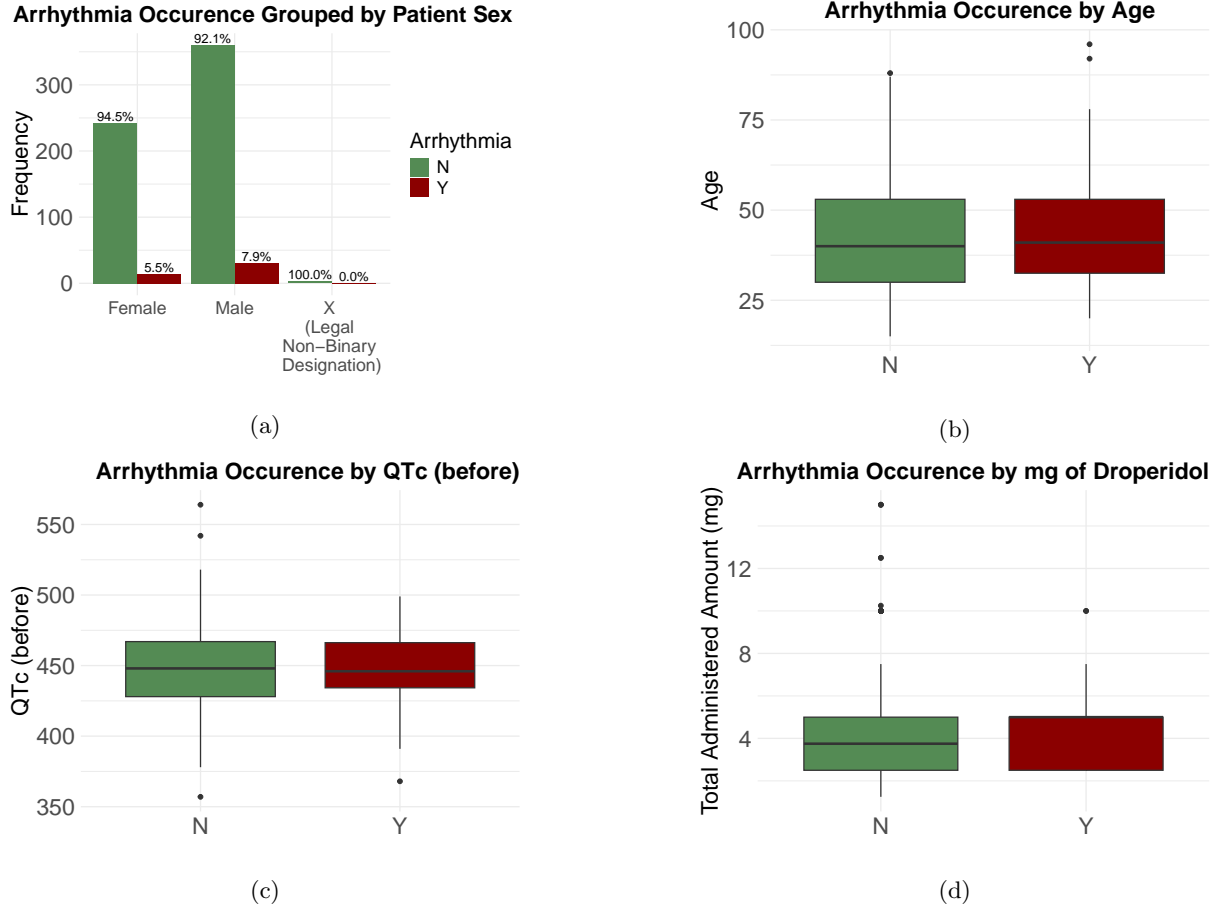 Arrhythmia Occurence Grouped by Patient Sex
Frequency
300
200
100
0
94.5%
5.5%
92.1%
7.9%
100.0%
0.0%
Female
Male
X
(Legal
Non−Binary
Designation)
Arrhythmia
N
Y
(a)
Arrhythmia Occurence by Age
Age
100
75
50
25
N
Y
(b)
Arrhythmia Occurence by QTc (before)
QTc (before)
550
500
450
400
350
N
Y
(c)
Arrhythmia Occurence by mg of Droperidol
Total Administered Amount (mg)
12
8
4
N
Y
(d)